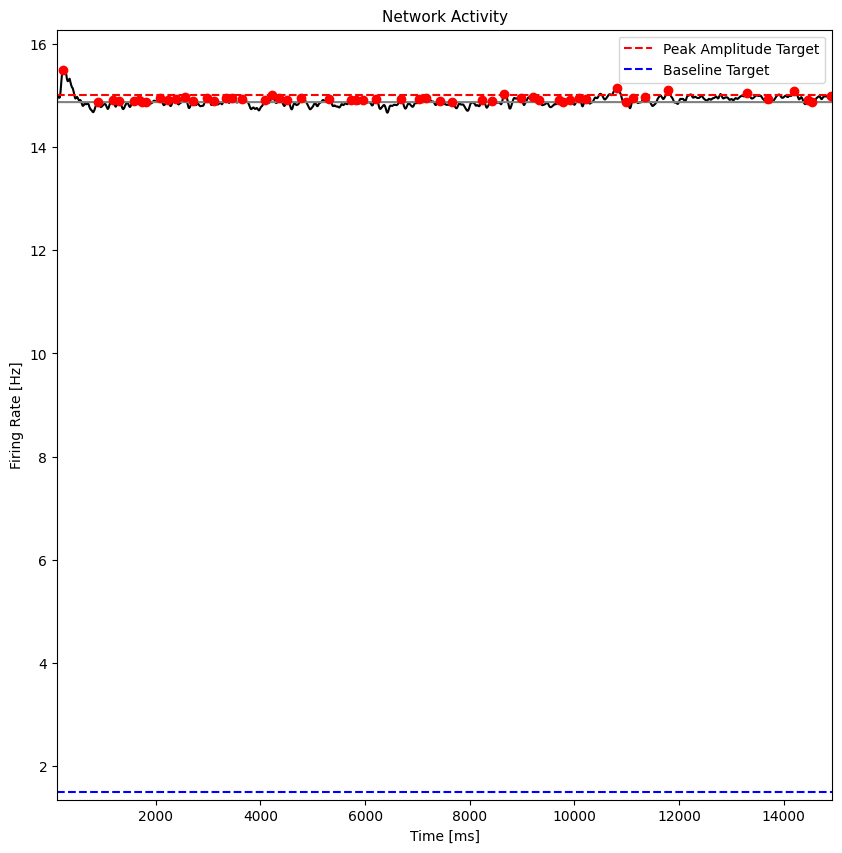 Network Activity
Peak Amplitude Target
Baseline Target
16
14
12
10
8
6
4
2
Firing Rate [Hz]
2000 4000 6000 8000 10000 12000 14000
Time [ms]